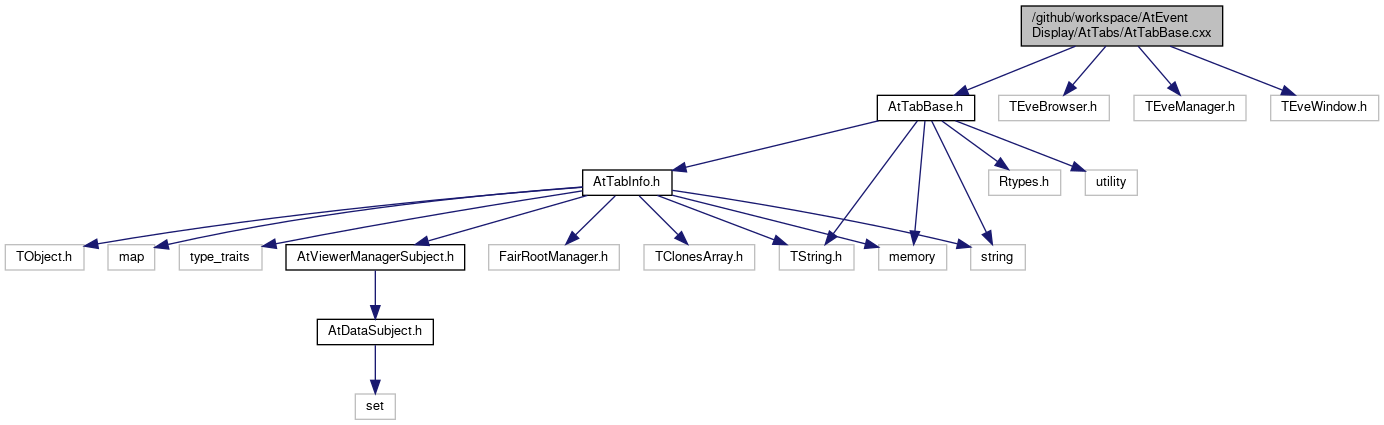 /github/workspace/AtEvent
Display/AtTabs/AtTabBase.cxx
AtTabBase.h
TEveBrowser.h
TEveManager.h
TEveWindow.h
AtTabInfo.h
Rtypes.h
utility
TObject.h
map
type_traits
AtViewerManagerSubject.h
FairRootManager.h
TClonesArray.h
TString.h
memory
string
AtDataSubject.h
set